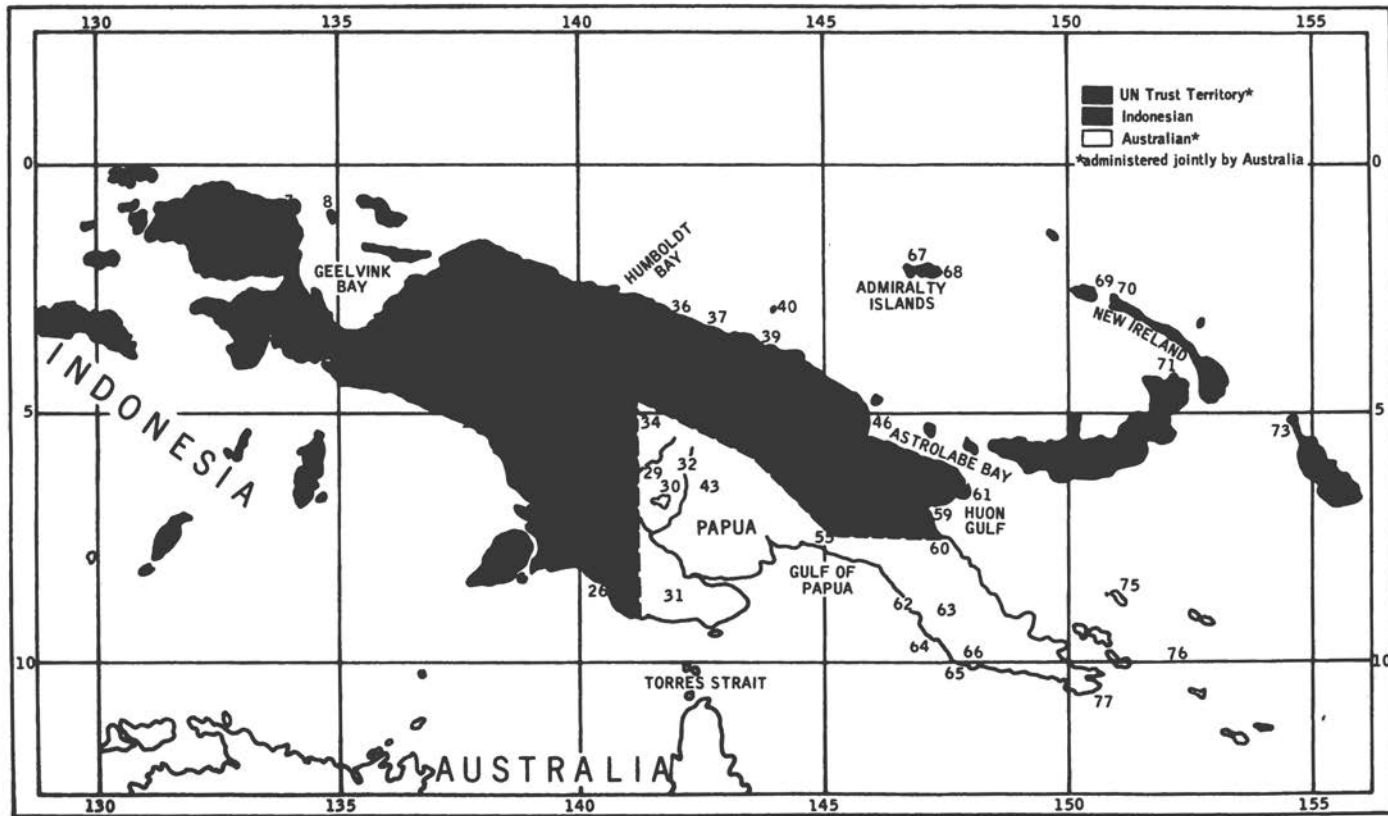 130 135 140 145 150 155
UN Trust Territory*
Indonesian
Australian*
*administered jointly by Australia
0 0
7 8
GEELVINK
BAY
HUMBOLDT
BAY
36 37 39 40
67 68
ADMIRALTY
ISLANDS
69 70
NEW IRELAND
71
INDONESIA
5 5
34
46
ASTROLABE BAY
73
29 32
30 43
61
59 HUON
GULF
PAPUA
55
60
GULF OF
PAPUA
26 31
62 63
75
64 66
65
76
77
10 10
TORRES STRAIT
AUSTRALIA
130 135 140 145 150 155